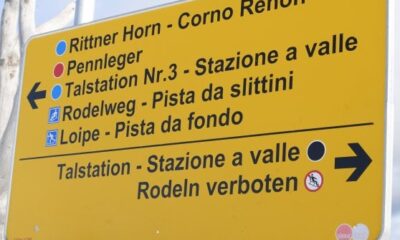 Rittner Horn - Corno Renon
Pennleger
Talstation Nr.3 - Stazione a valle
Rodelweg - Pista da slittini
Loipe - Pista da fondo
Talstation - Stazione a valle
Rodeln verboten